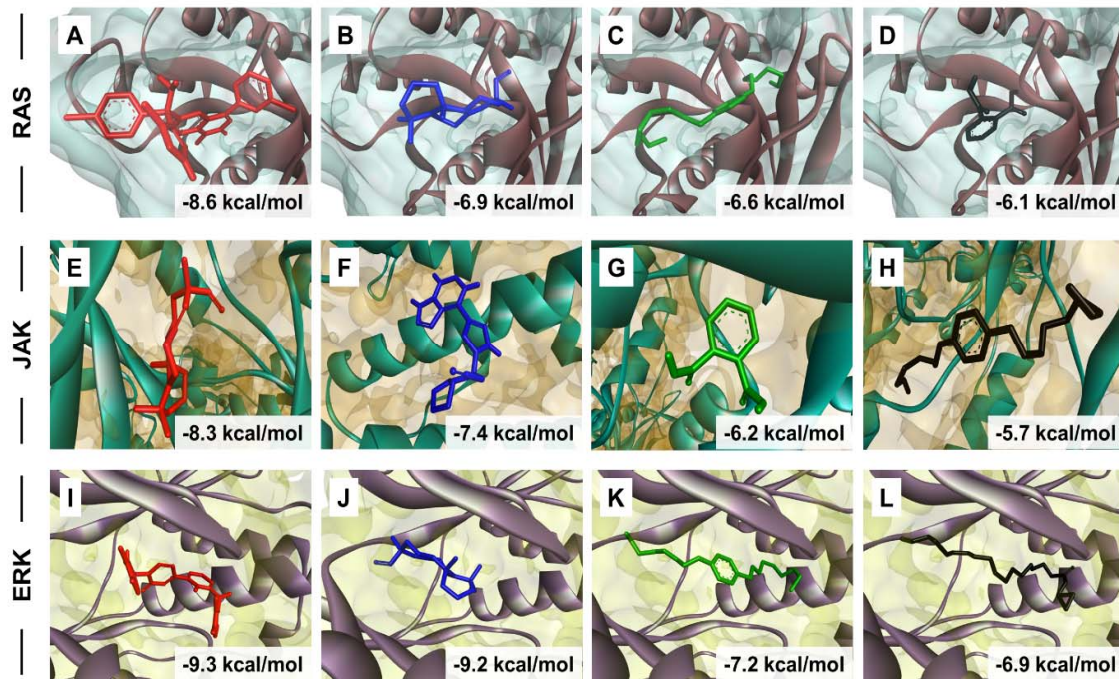 RAS
A
-8.6 kcal/mol
B
-6.9 kcal/mol
C
-6.6 kcal/mol
D
-6.1 kcal/mol
JAK
E
-8.3 kcal/mol
F
-7.4 kcal/mol
G
-6.2 kcal/mol
H
-5.7 kcal/mol
ERK
I
-9.3 kcal/mol
J
-9.2 kcal/mol
K
-7.2 kcal/mol
L
-6.9 kcal/mol